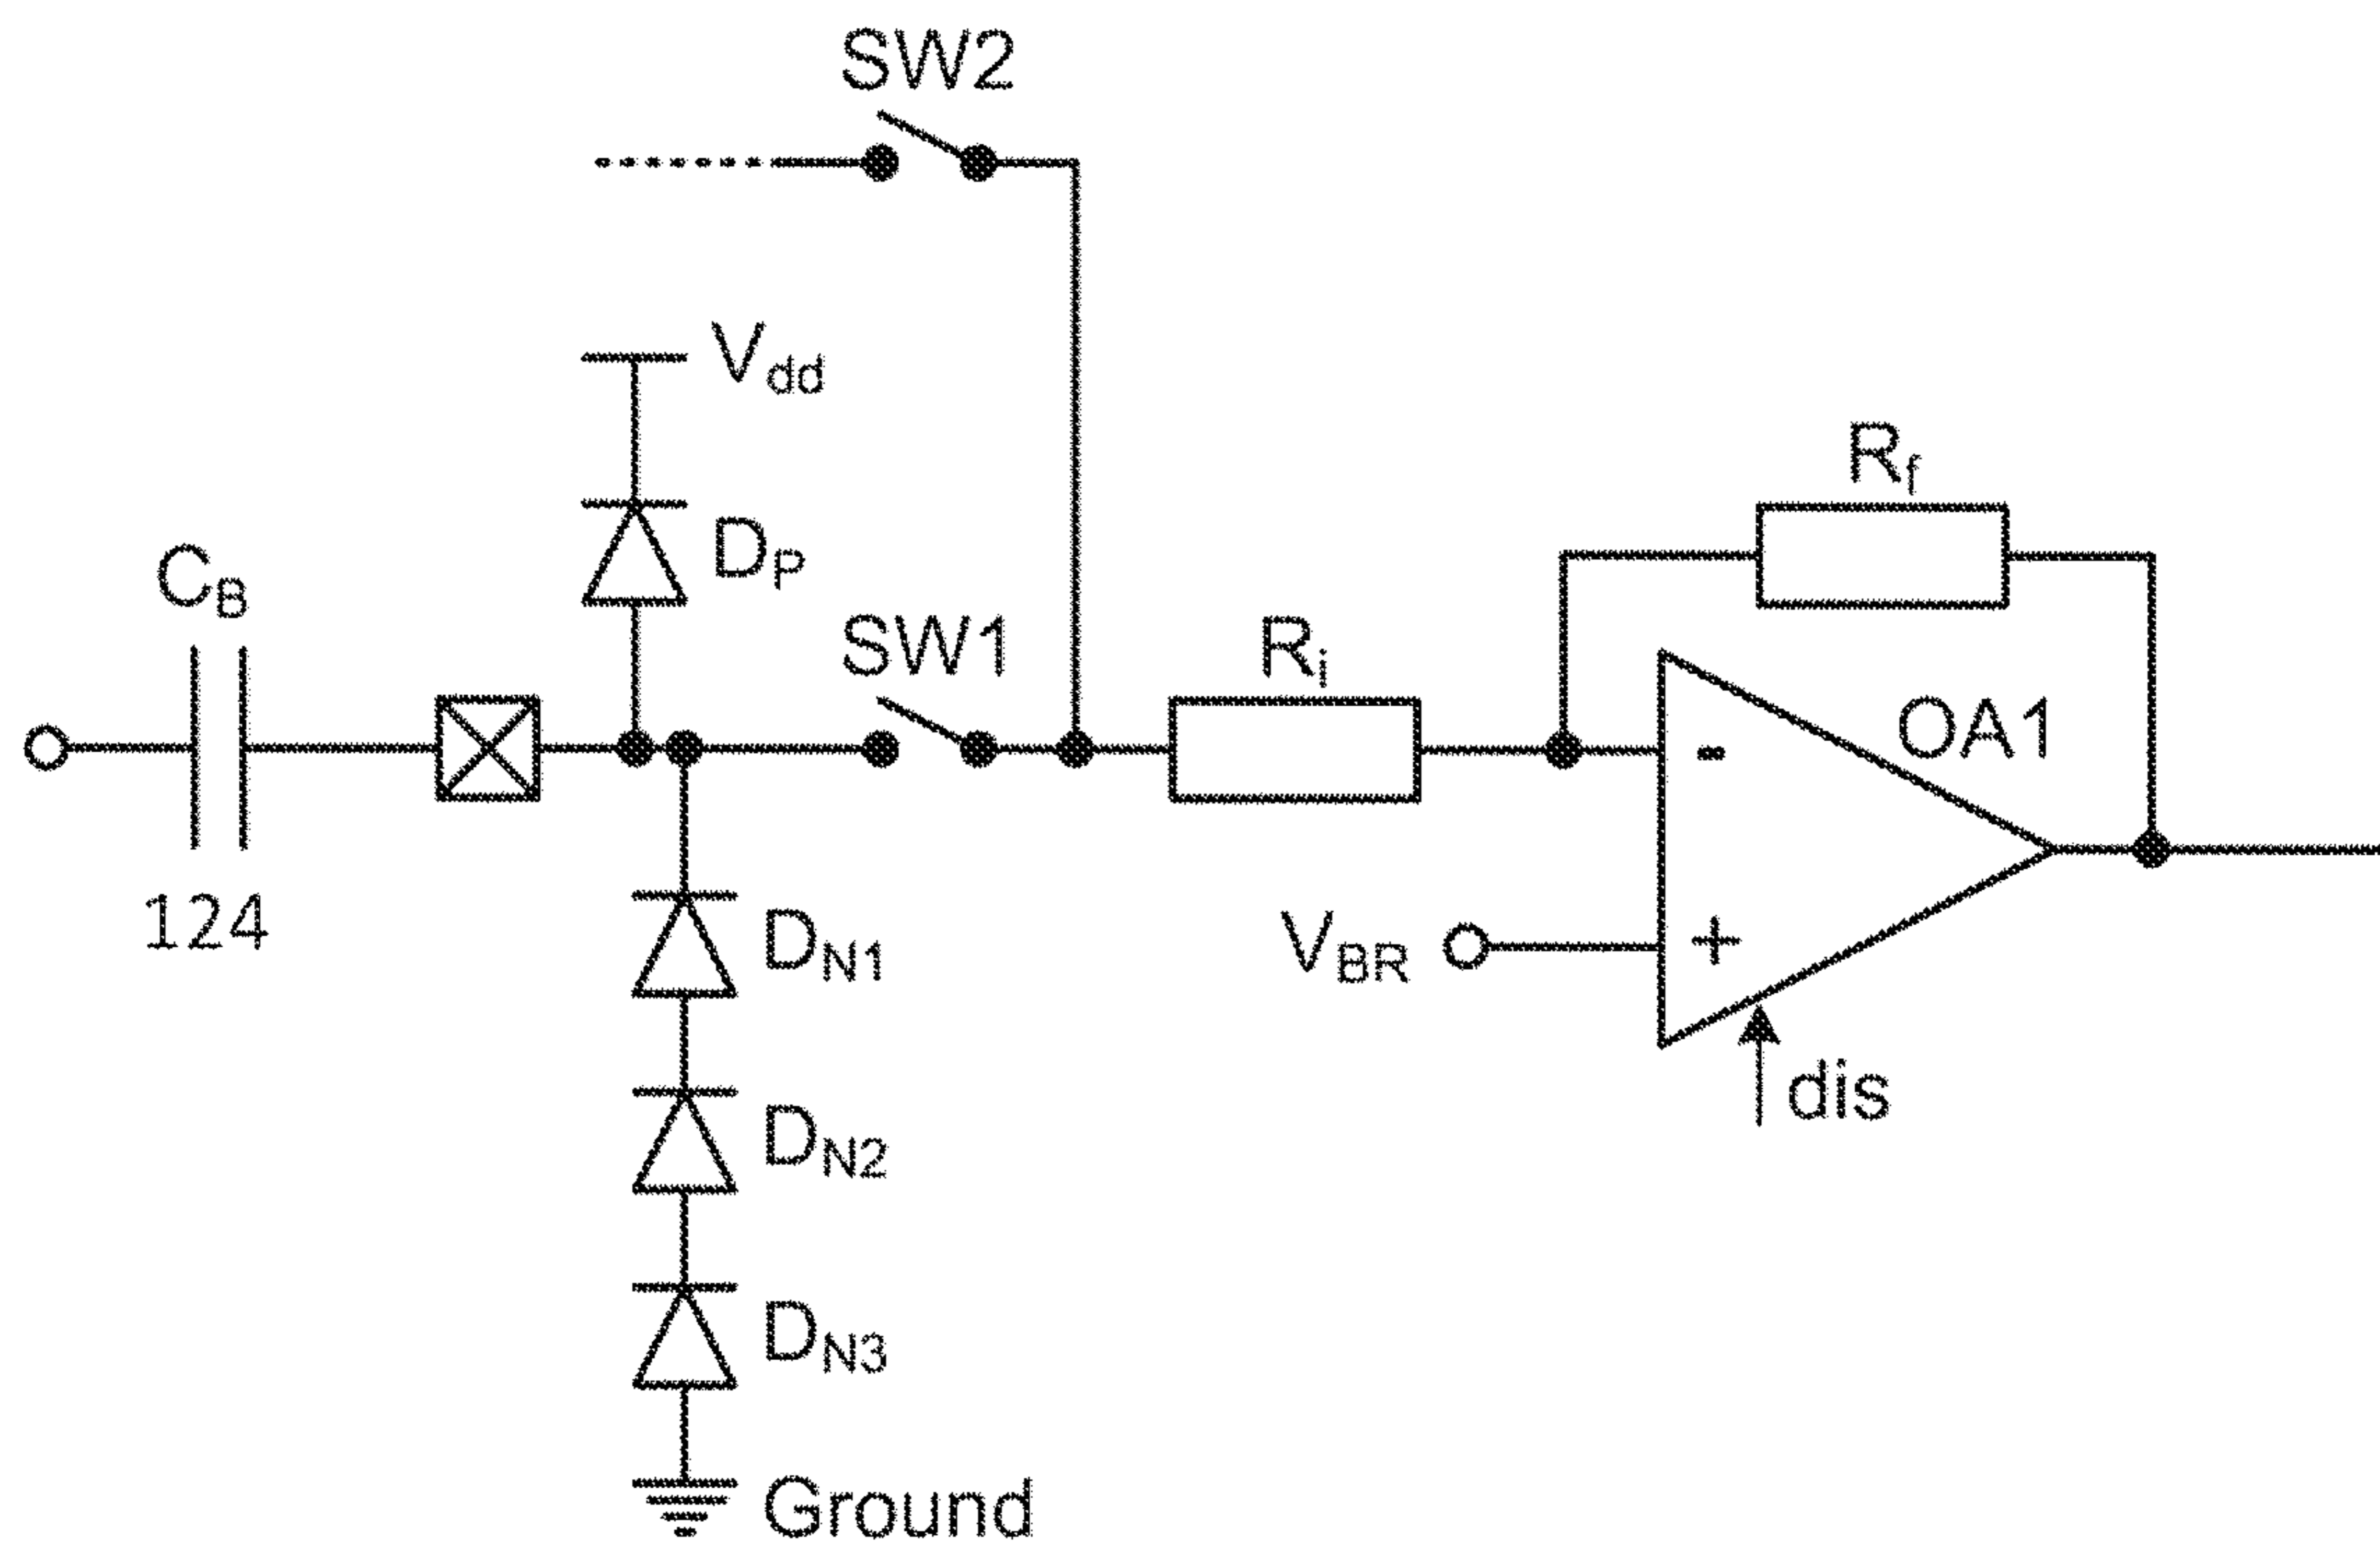 SW2
Vdd
Rf
DP
CB
SW1
Ri
OA1
-
124
DN1
VBR
+
dis
DN2
DN3
Ground